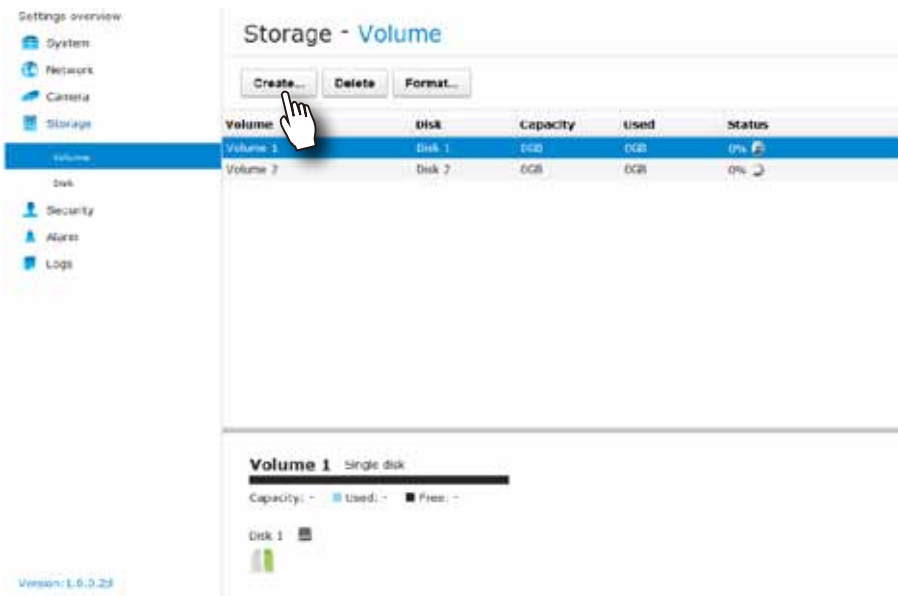 Settings overview
System
Network
Camera
Storage
Volume
Disk
Security
Alarm
Logs
Version:1.0.0.2d
Storage - Volume
Create... Delete Format...
Volume Disk Capacity Used Status
Volume 1 Disk 1 0GB 0GB 0%
Volume 2 Disk 2 0GB 0GB 0%
Volume 1 Single disk
Capacity: - Used: - Free: -
Disk 1